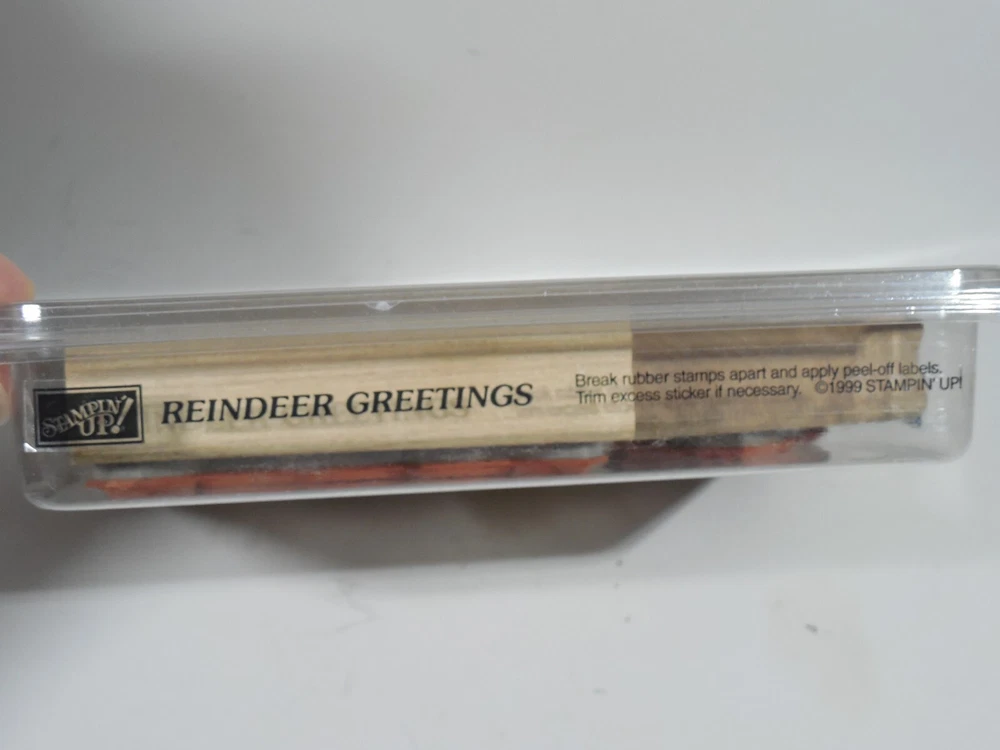 STAMPIN' UP!
REINDEER GREETINGS
Break rubber stamps apart and apply peel-off labels.
Trim excess sticker if necessary. ©1999 STAMPIN' UP!